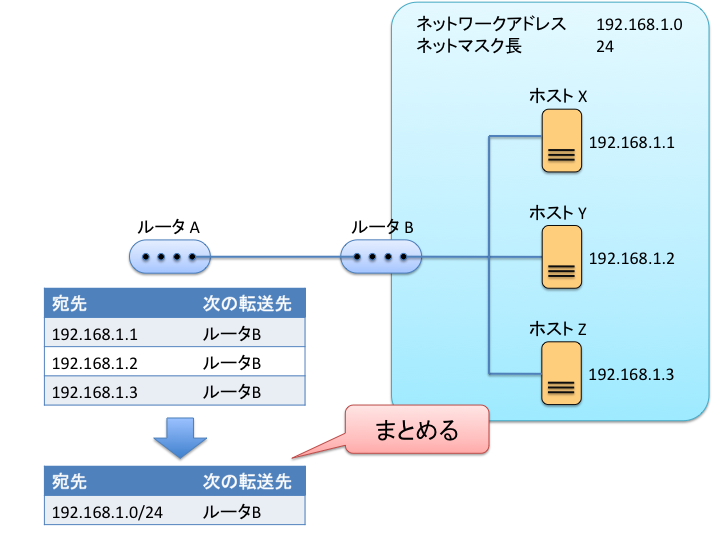 ネットワークアドレス 192.168.1.0
ネットマスク長 24
ホスト X
192.168.1.1
ホスト Y
192.168.1.2
ホスト Z
192.168.1.3
ルータ A
ルータ B
宛先 次の転送先
192.168.1.1 ルータB
192.168.1.2 ルータB
192.168.1.3 ルータB
まとめる
宛先 次の転送先
192.168.1.0/24 ルータB